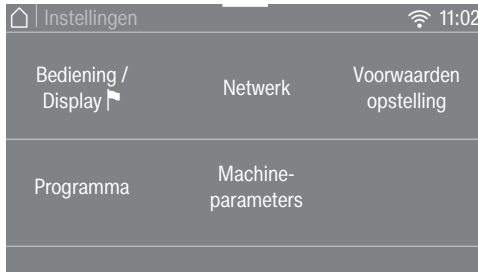 Instellingen 11:02
Bediening /
Display
Netwerk
Voorwaarden
opstelling
Programma
Machine-
parameters